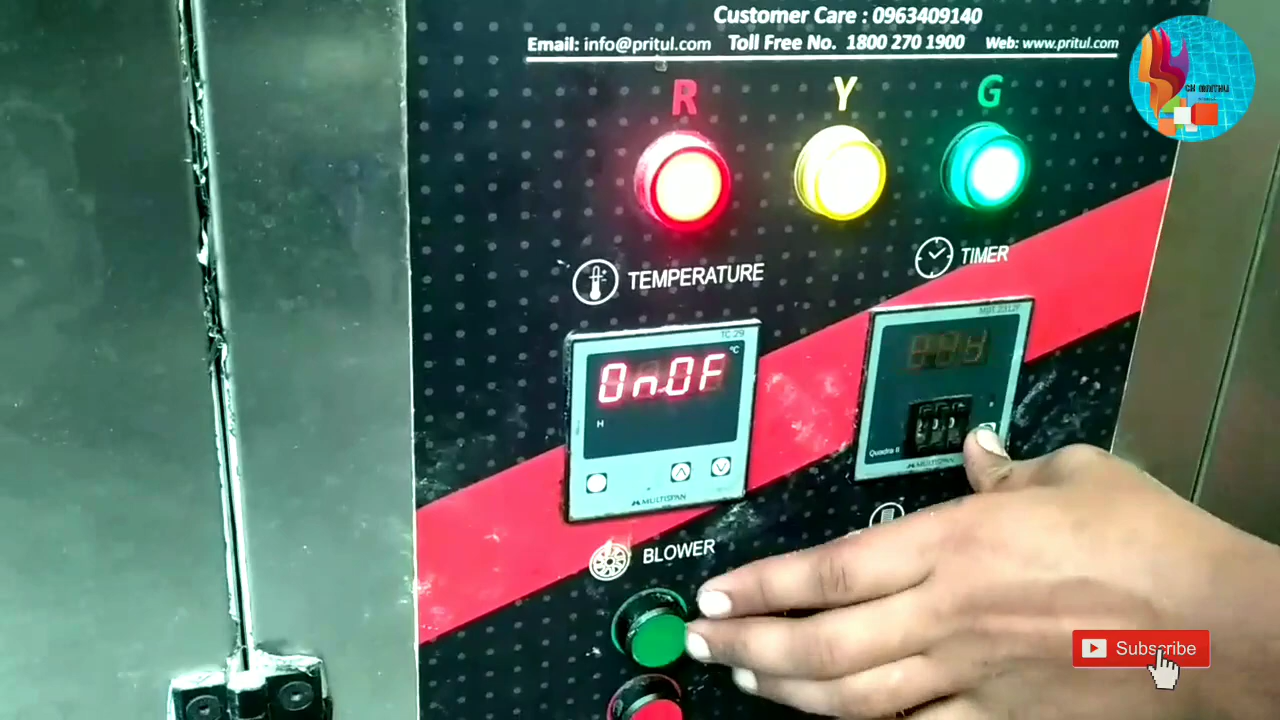 Customer Care : 0963409140
Email: info@pritul.com Toll Free No. 1800 270 1900 Web: www.pritul.com
R Y G
TEMPERATURE
TIMER
TC 29
°C
OnOF
H
Quadra II
MULTISPAN
MULTISPAN
BLOWER
Subscribe